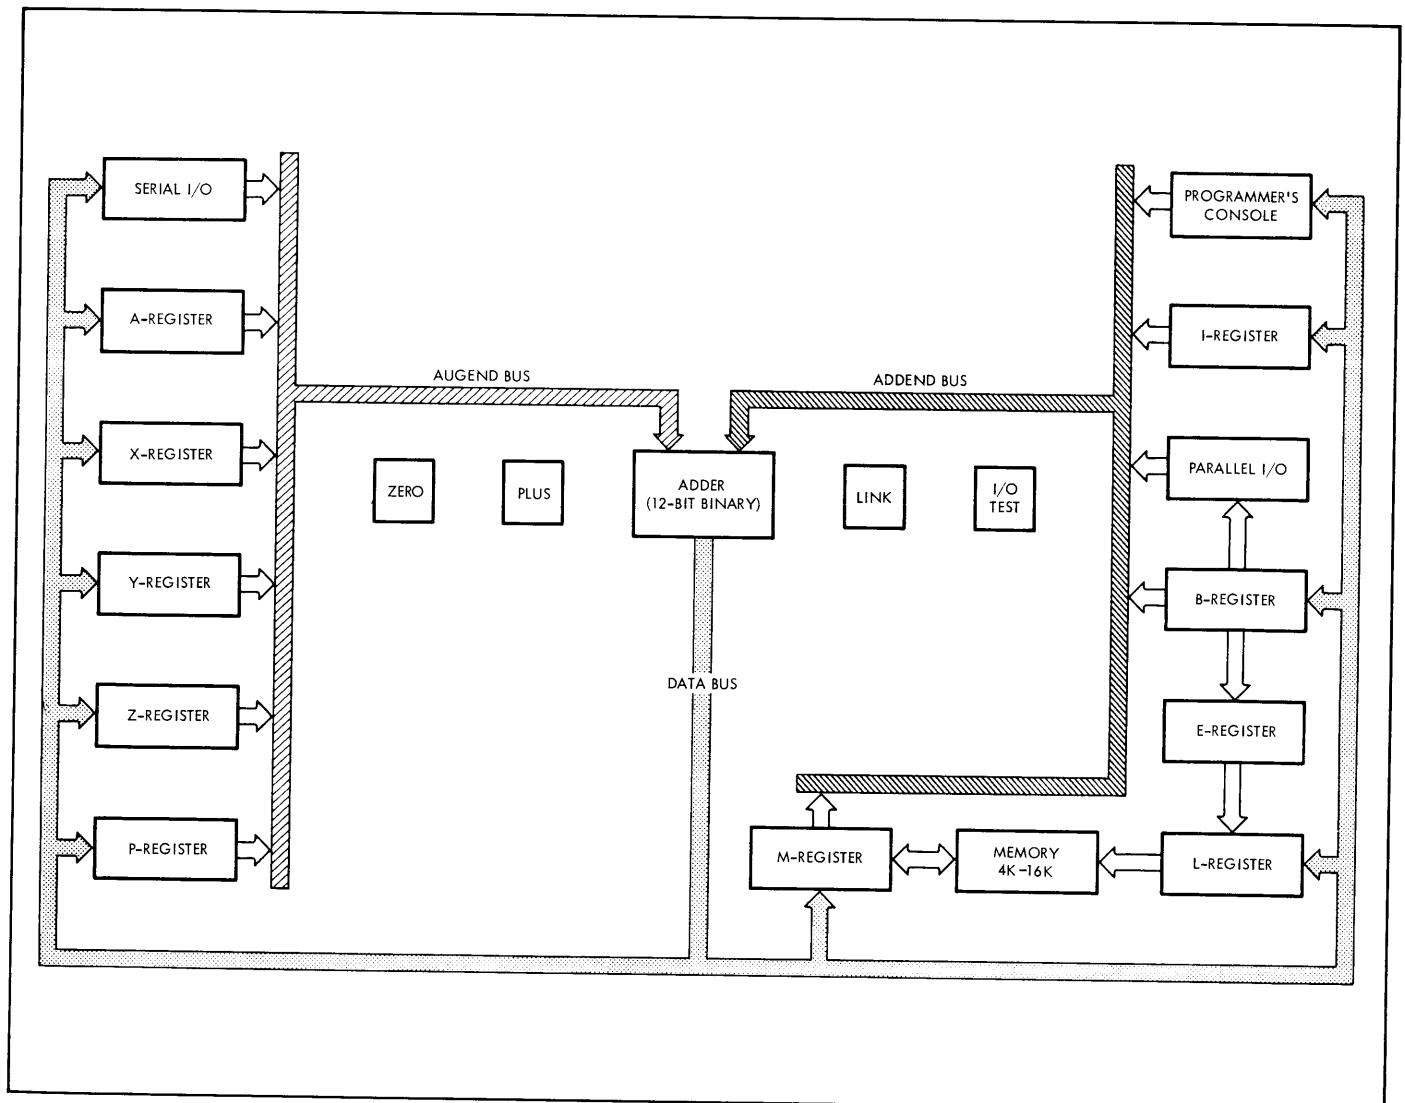 SERIAL I/O
A-REGISTER
X-REGISTER
Y-REGISTER
Z-REGISTER
P-REGISTER
AUGEND BUS
ZERO
PLUS
ADDER
(12-BIT BINARY)
ADDEND BUS
LINK
I/O
TEST
DATA BUS
PROGRAMMER'S
CONSOLE
I-REGISTER
PARALLEL I/O
B-REGISTER
E-REGISTER
L-REGISTER
M-REGISTER
MEMORY
4K-16K